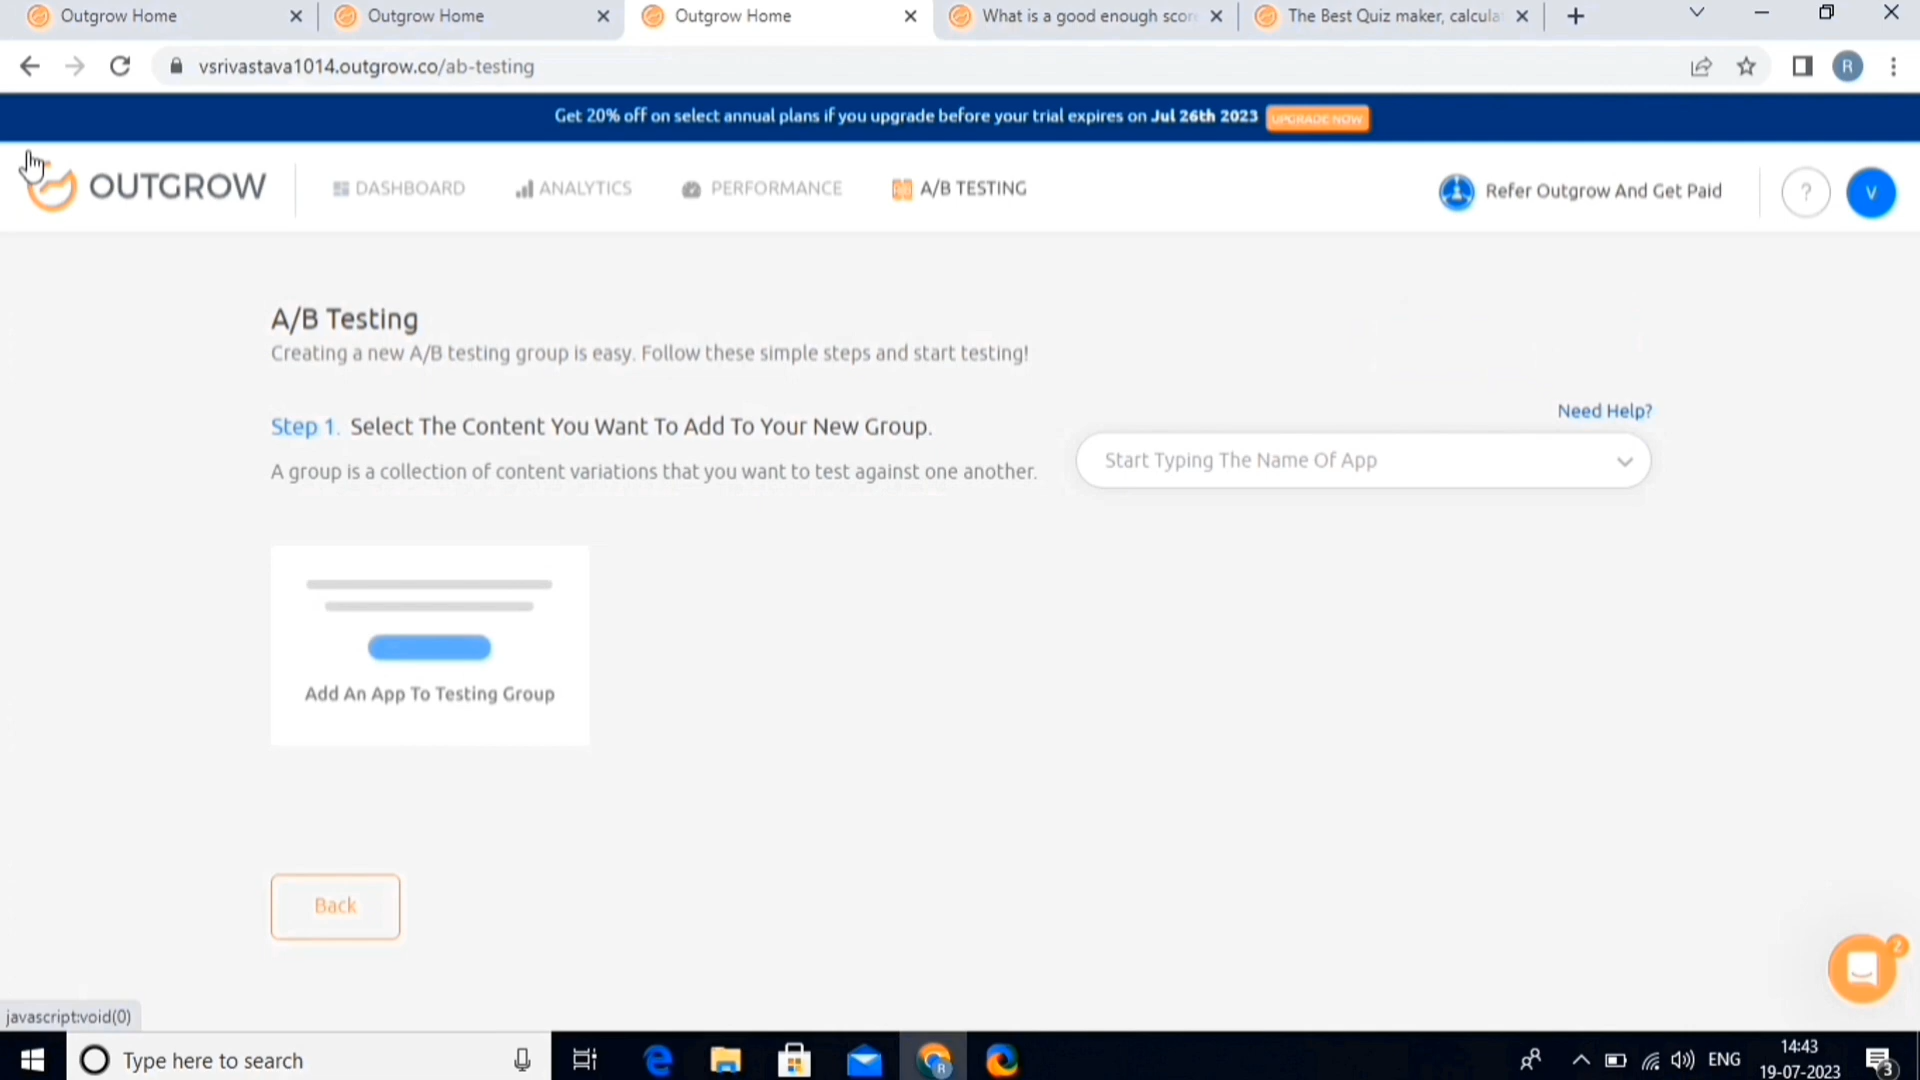 Outgrow Home
Outgrow Home
Outgrow Home
What is a good enough scor
The Best Quiz maker, calcula
vsrivastava1014.outgrow.co/ab-testing
R
Get 20% off on select annual plans if you upgrade before your trial expires on Jul 26th 2023 UPGRADE NOW
OUTGROW
DASHBOARD
ANALYTICS
PERFORMANCE
A/B TESTING
Refer Outgrow And Get Paid
?
V
A/B Testing
Creating a new A/B testing group is easy. Follow these simple steps and start testing!
Need Help?
Step 1. Select The Content You Want To Add To Your New Group.
Start Typing The Name Of App
A group is a collection of content variations that you want to test against one another.
Add An App To Testing Group
Back
2
javascript:void(0)
Type here to search
R
ENG
14:43
19-07-2023
3